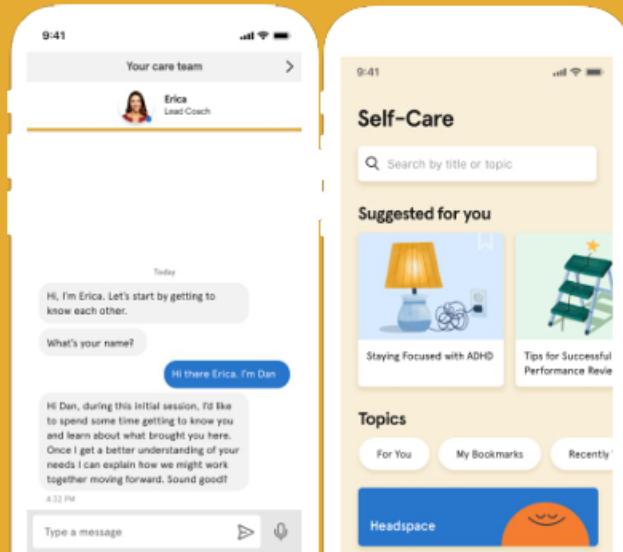 9:41
Your care team
Erica
Lead Coach
Today
Hi, I'm Erica. Let's start by getting to
know each other.
What's your name?
Hi there Erica. I'm Dan
Hi Dan, during this initial session, I'd like
to spend some time getting to know you
and learn about what brought you here.
Once I get a better understanding of your
needs I can explain how we might work
together moving forward. Sound good?
4:32 PM
Type a message
9:41
Self-Care
Search by title or topic
Suggested for you
Staying Focused with ADHD
Tips for Successful
Performance Revie
Topics
For You
My Bookmarks
Recently
Headspace